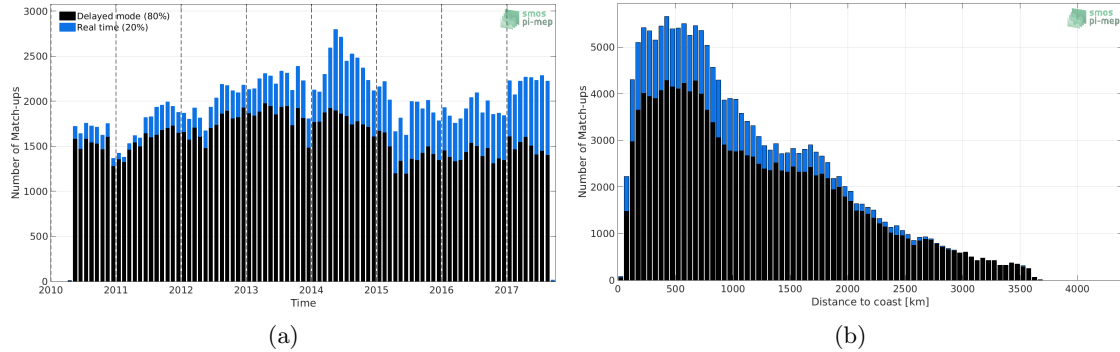 Delayed mode (80%)
Real time (20%)
smos
pi-mep
Number of Match-ups
3000
2500
2000
1500
1000
500
0
2010 2011 2012 2013 2014 2015 2016 2017
Time
(a)
smos
pi-mep
Number of Match-ups
5000
4000
3000
2000
1000
0
0 500 1000 1500 2000 2500 3000 3500 4000
Distance to coast [km]
(b)